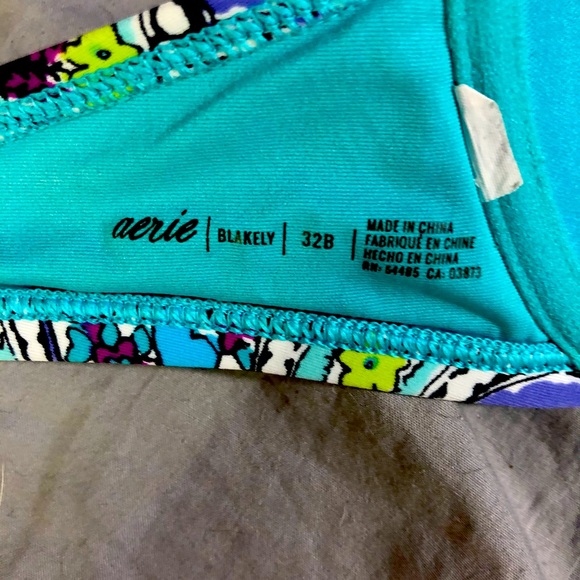 aerie | BLAKELY | 32B |
MADE IN CHINA
FABRIQUÉ EN CHINE
HECHO EN CHINA
RN: 54485 CA: 03873